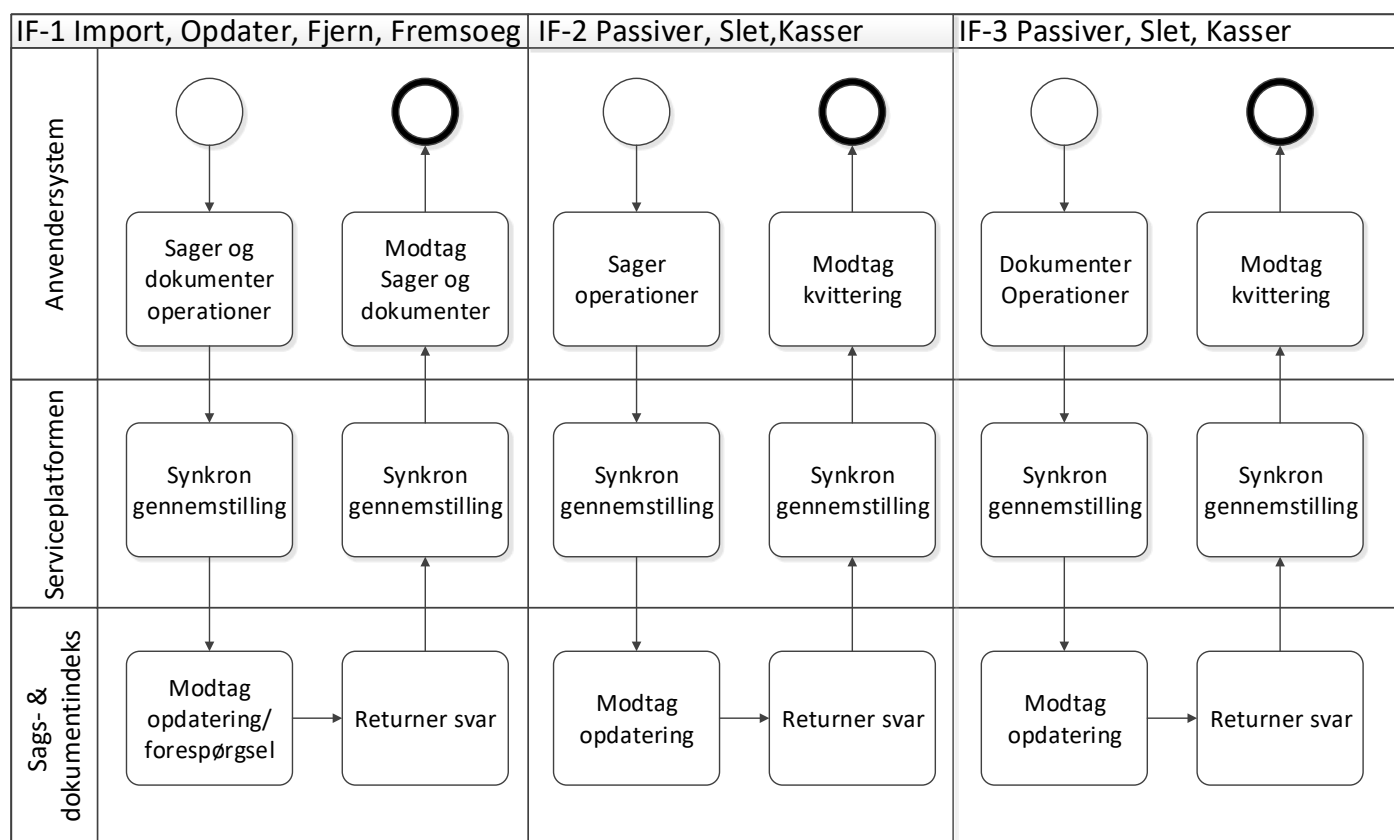 IF-1 Import, Opdater, Fjern, Fremsoeg
IF-2 Passiver, Slet,Kasser
IF-3 Passiver, Slet, Kasser
Anvendersystem
Sager og
dokumenter
operationer
Modtag
Sager og
dokumenter
Sager
operationer
Modtag
kvittering
Dokumenter
Operationer
Modtag
kvittering
Serviceplatformen
Synkron
gennemstilling
Synkron
gennemstilling
Synkron
gennemstilling
Synkron
gennemstilling
Synkron
gennemstilling
Synkron
gennemstilling
Sags- &
dokumentindeks
Modtag
opdatering/
forespørgsel
Returner svar
Modtag
opdatering
Returner svar
Modtag
opdatering
Returner svar